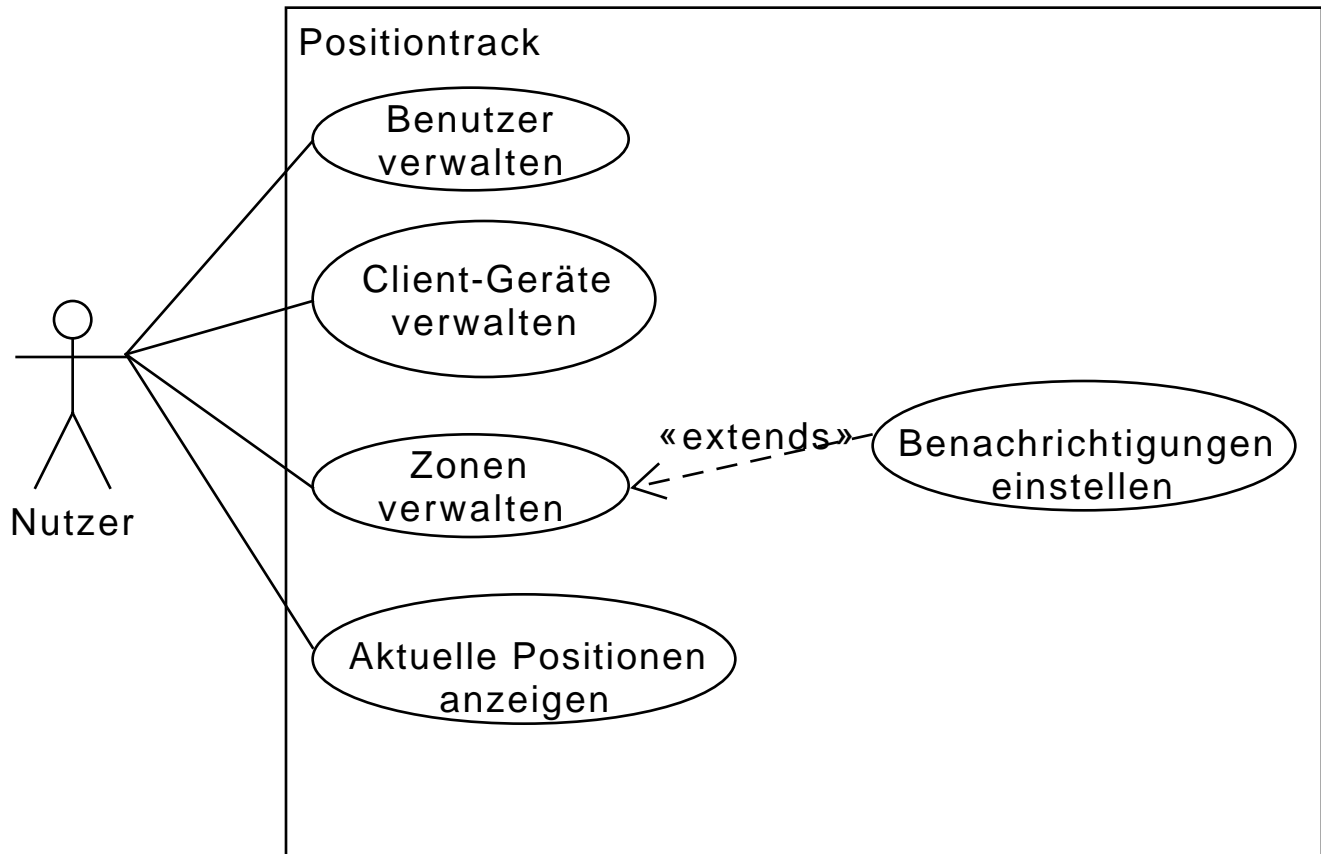 Positiontrack
Benutzer
verwalten
Client-Geräte
verwalten
«extends»
Zonen
verwalten
Benachrichtigungen
einstellen
Nutzer
Aktuelle Positionen
anzeigen